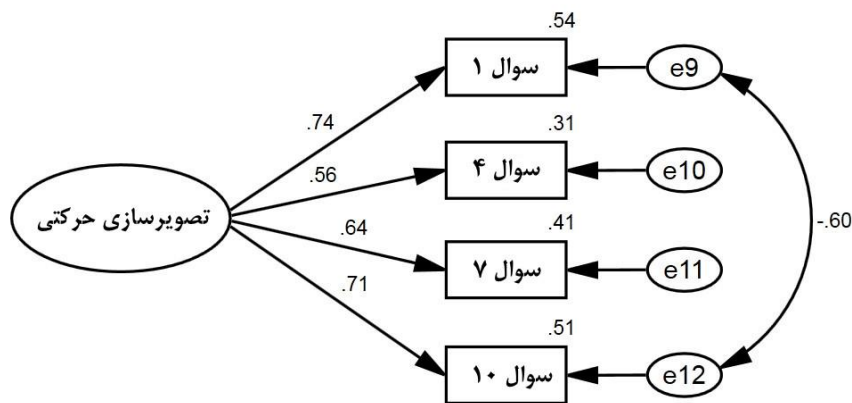 .54
سوال ۱
e9
.74
.31
سوال ۴
e10
.56
تصویرسازی حرکتی
-.60
.64
.41
سوال ۷
e11
.71
.51
سوال ۱۰
e12